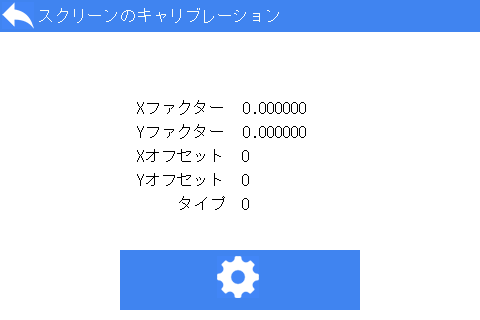 スクリーンのキャリブレーション
Xファクター 0.000000
Yファクター 0.000000
Xオフセット 0
Yオフセット 0
タイプ 0